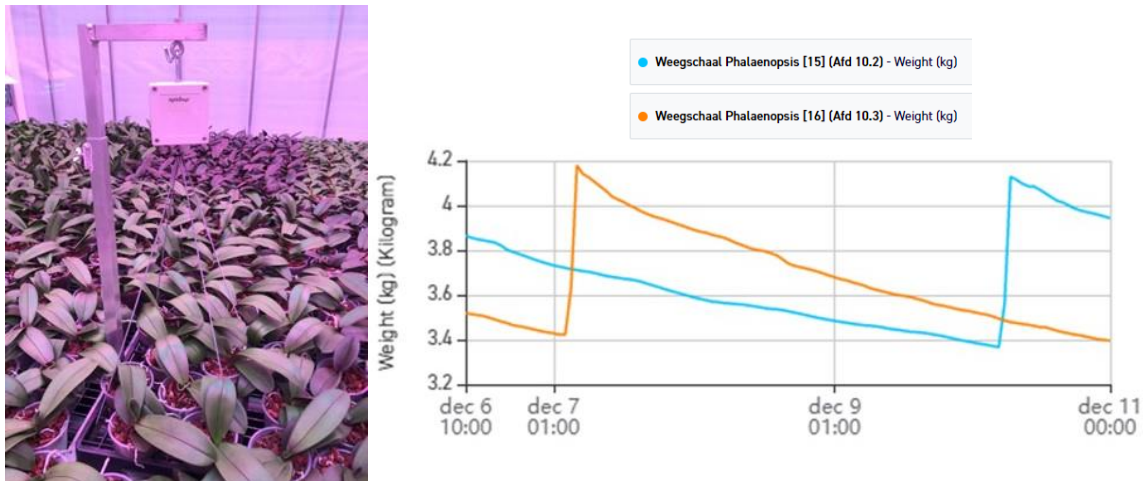 Weegschaal Phalaenopsis [15] (Afd 10.2) - Weight (kg)
Weegschaal Phalaenopsis [16] (Afd 10.3) - Weight (kg)
Weight (kg) (Kilogram)
4.2
4
3.8
3.6
3.4
3.2
dec 6 dec 7 dec 9 dec 11
10:00 01:00 01:00 00:00